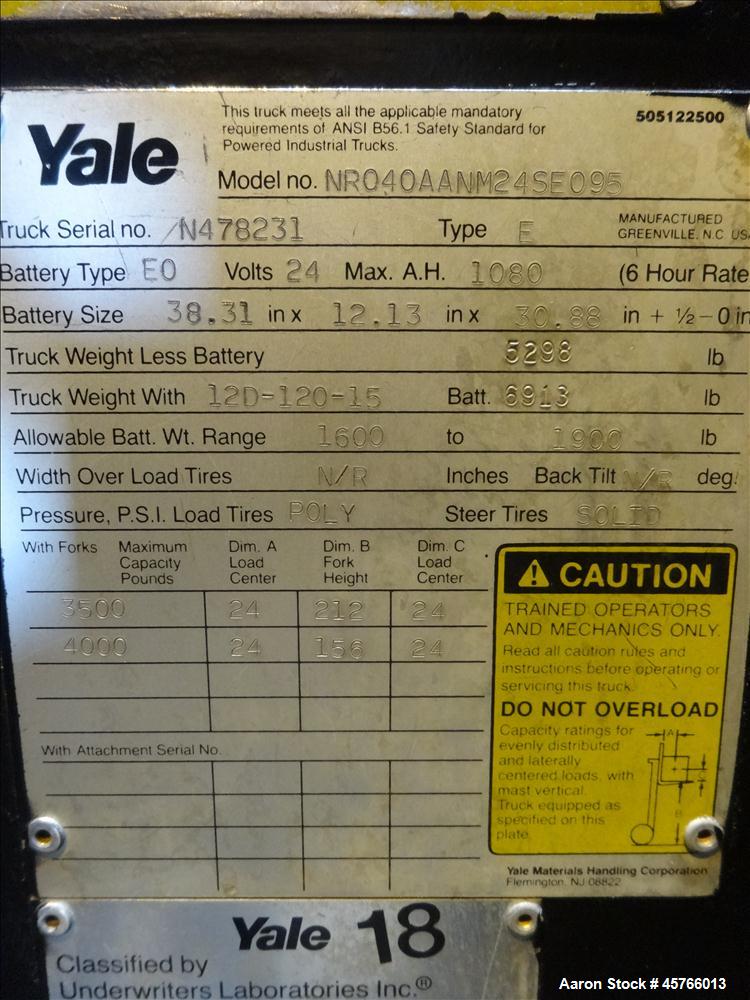 Yale
This truck meets all the applicable mandatory
requirements of ANSI B56.1 Safety Standard for
Powered Industrial Trucks.
505122500
Model no. NR040AANM24SE095
Truck Serial no. N478231 Type E
MANUFACTURED
GREENVILLE, N.C US
Battery Type EO Volts 24 Max. A.H. 1080 (6 Hour Rate
Battery Size 38.31 in x 12.13 in x 30.88 in + ½ – 0 in
Truck Weight Less Battery 5298 lb
Truck Weight With 12D-120-15 Batt. 6913 lb
Allowable Batt. Wt. Range 1600 to 1900 lb
Width Over Load Tires N/R Inches Back Tilt N/R deg.
Pressure, P.S.I. Load Tires POLY Steer Tires SOLID
With Forks Maximum Dim. A Dim. B Dim. C
Capacity Load Fork Load
Pounds Center Height Center
3500 24 212 24
4000 24 156 24
With Attachment Serial No.
CAUTION
TRAINED OPERATORS
AND MECHANICS ONLY.
Read all caution rules and
instructions before operating or
servicing this truck.
DO NOT OVERLOAD
Capacity ratings for
evenly distributed
and laterally
centered loads, with
mast vertical.
Truck equipped as
specified on this
plate.
A
C
B
Yale Materials Handling Corporation
Flemington, NJ 08822
Yale 18
Classified by
Underwriters Laboratories Inc.®
Aaron Stock # 45766013